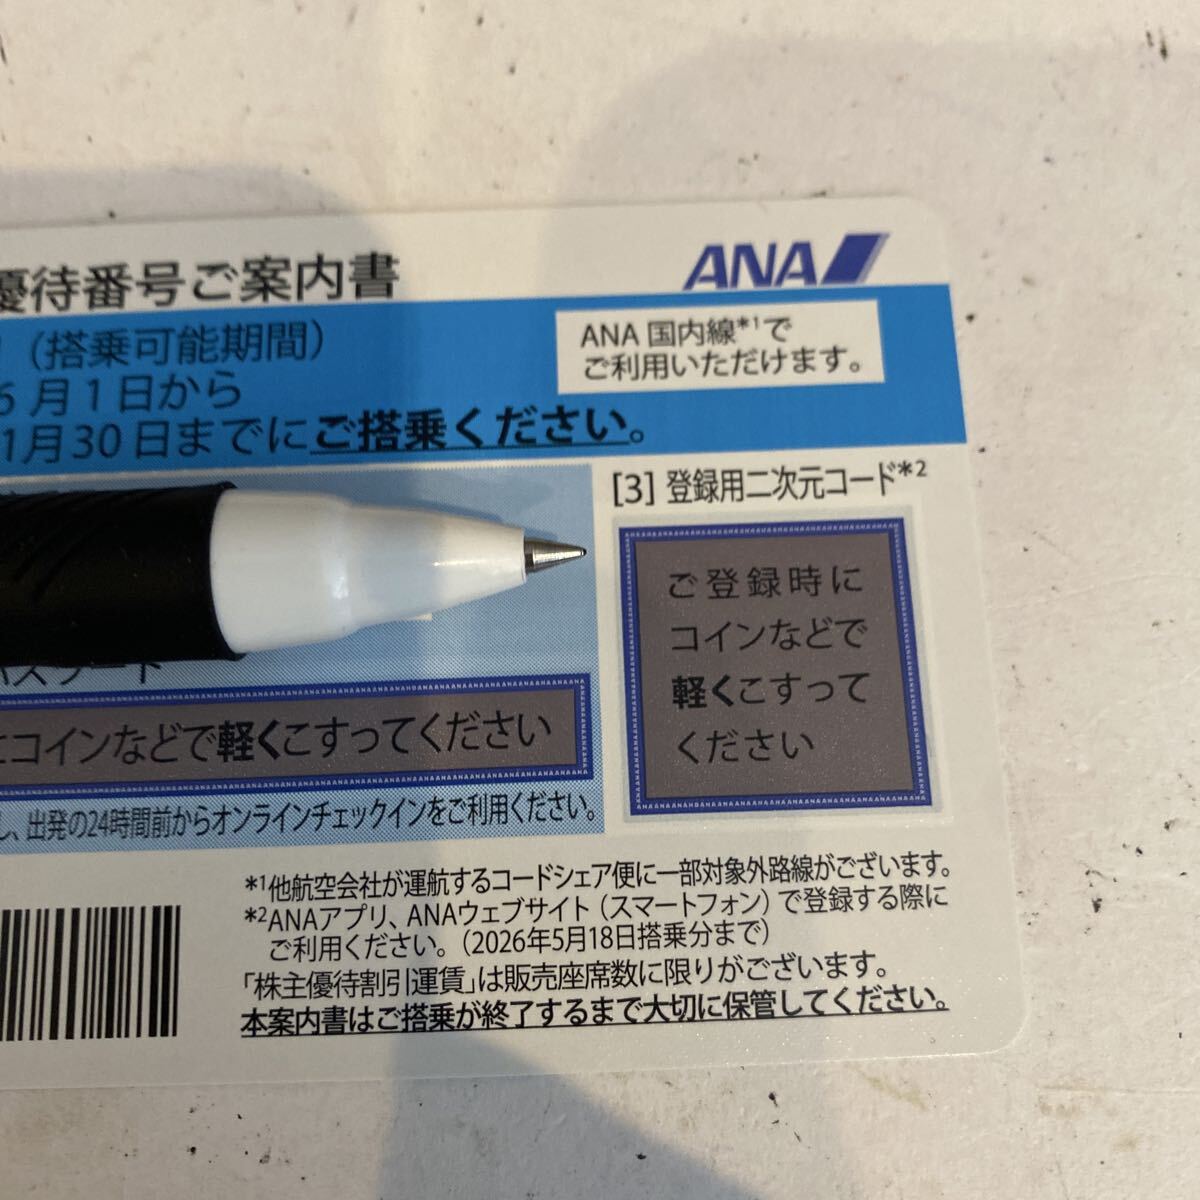 優待番号ご案内書
ANA
(搭乗可能期間)
6月1日から
1月30日までにご搭乗ください。
ANA 国内線*1で
ご利用いただけます。
[3] 登録用二次元コード*2
ご登録時に
コインなどで
軽くこすって
ください
コインなどで軽くこすってください
出発の24時間前からオンラインチェックインをご利用ください。
*1他航空会社が運航するコードシェア便に一部対象外路線がございます。
*2ANAアプリ、ANAウェブサイト(スマートフォン)で登録する際に
ご利用ください。(2026年5月18日搭乗分まで)
「株主優待割引運賃」は販売座席数に限りがございます。
本案内書はご搭乗が終了するまで大切に保管してください。